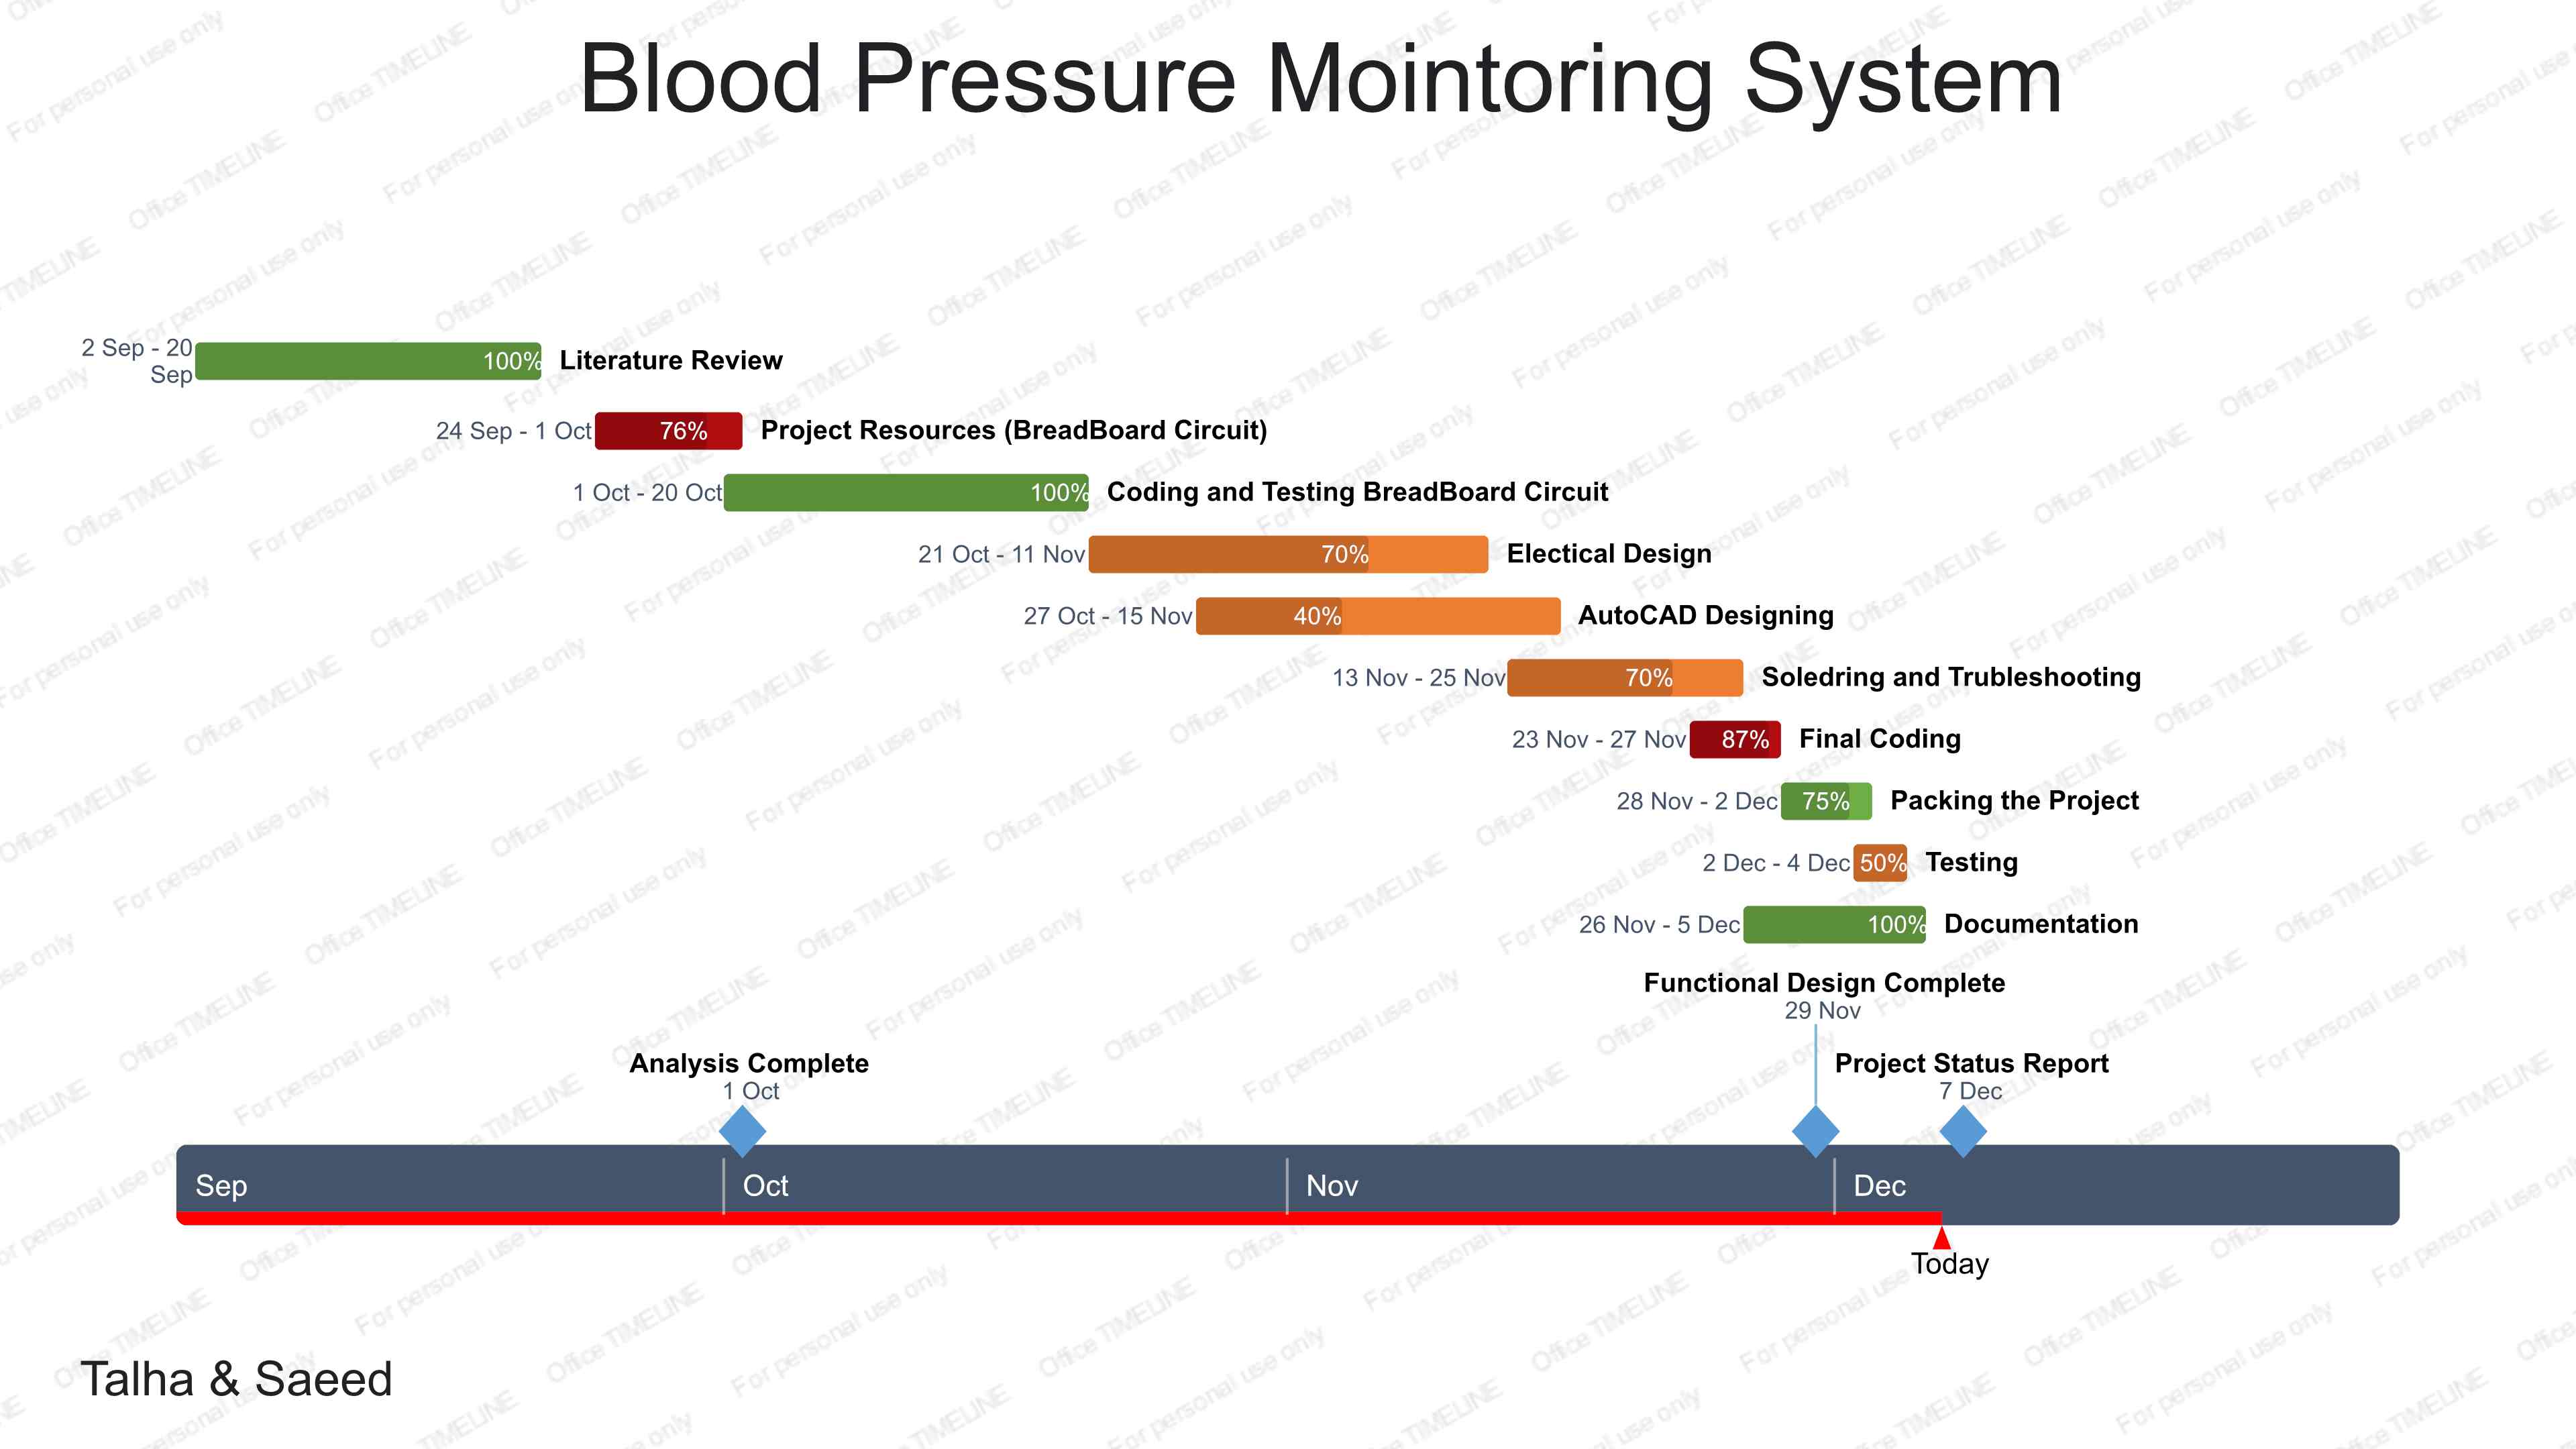 Blood Pressure Mointoring System
2 Sep - 20
Sep
100%
Literature Review
24 Sep - 1 Oct
76%
Project Resources (BreadBoard Circuit)
1 Oct - 20 Oct
100%
Coding and Testing BreadBoard Circuit
21 Oct - 11 Nov
70%
Electical Design
27 Oct - 15 Nov
40%
AutoCAD Designing
13 Nov - 25 Nov
70%
Soledring and Trubleshooting
23 Nov - 27 Nov
87%
Final Coding
28 Nov - 2 Dec
75%
Packing the Project
2 Dec - 4 Dec
50%
Testing
26 Nov - 5 Dec
100%
Documentation
Functional Design Complete
29 Nov
Analysis Complete
1 Oct
Project Status Report
7 Dec
Sep
Oct
Nov
Dec
Today
Talha & Saeed
Office TIMELINE
For personal use only